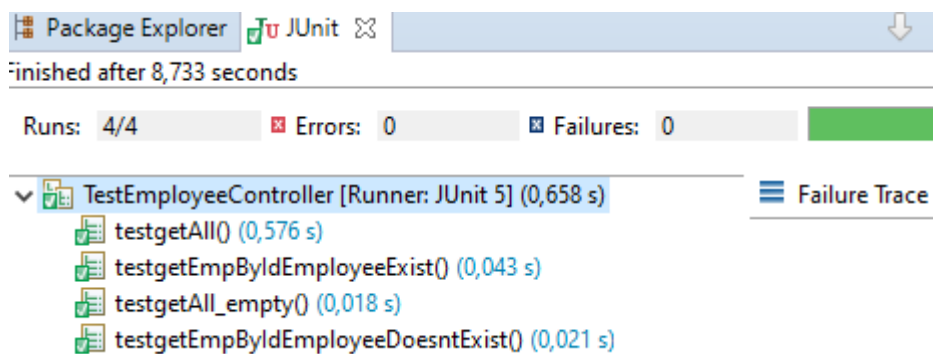 Package Explorer JUnit
Finished after 8,733 seconds
Runs: 4/4 Errors: 0 Failures: 0
TestEmployeeController [Runner: JUnit 5] (0,658 s)
Failure Trace
testgetAll() (0,576 s)
testgetEmpByIdEmployeeExist() (0,043 s)
testgetAll_empty() (0,018 s)
testgetEmpByIdEmployeeDoesntExist() (0,021 s)